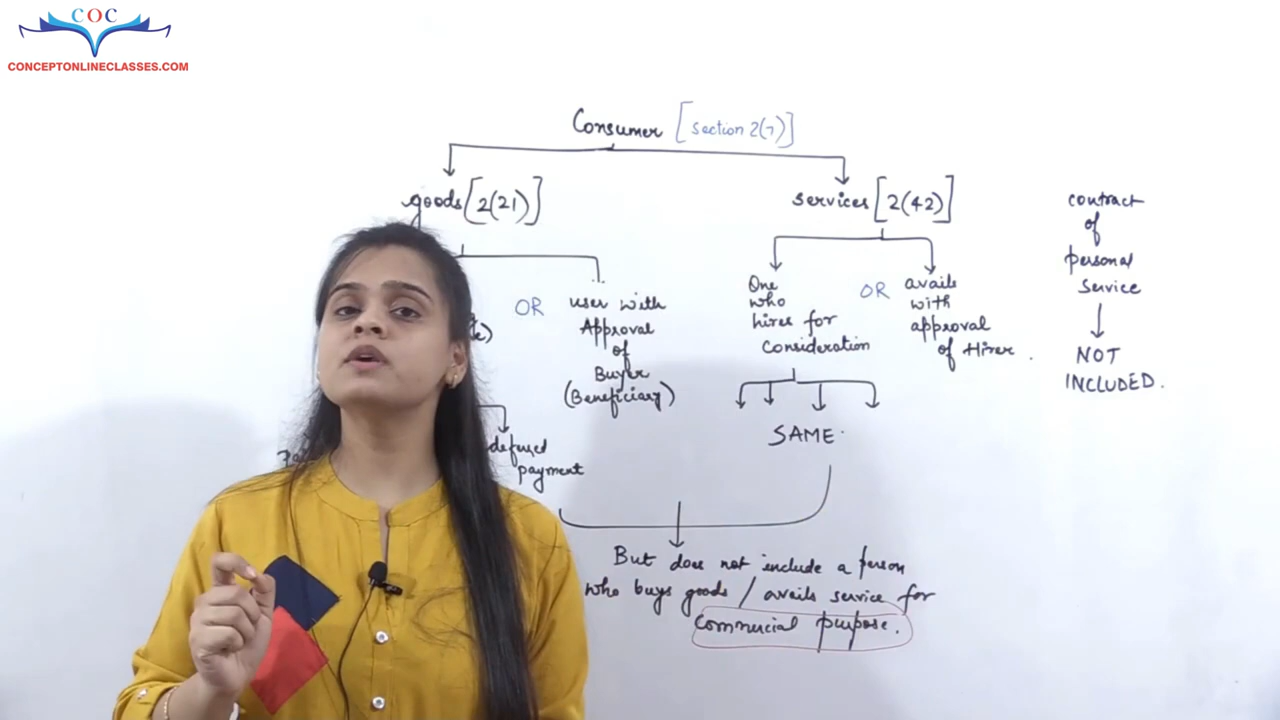 COC
CONCEPTONLINECLASSES.COM
Consumer [section 2(7)]
goods [2(21)]
services [2(42)]
OR
user with
Approval
of
Buyer
(Beneficiary)
deferred
payment
One
who
hires for
Consideration
OR
avails
with
approval
of Hirer.
SAME.
contract
of
personal
service
NOT
INCLUDED.
But does not include a person
who buys goods / avails service for
commercial purpose.